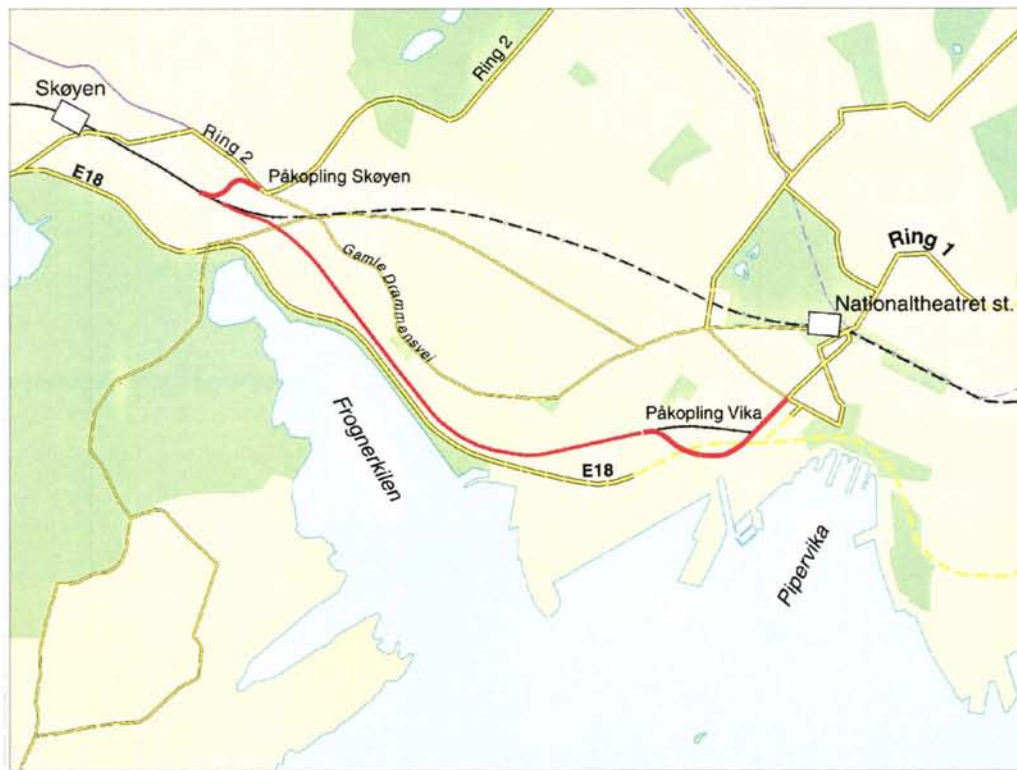 Ring 2
Skøyen
Ring 2
E18
Påkopling Skøyen
Ring 1
Gamle Drammensvei
Nationaltheatret st.
Frognerkilen
Påkopling Vika
E18
Pipervika